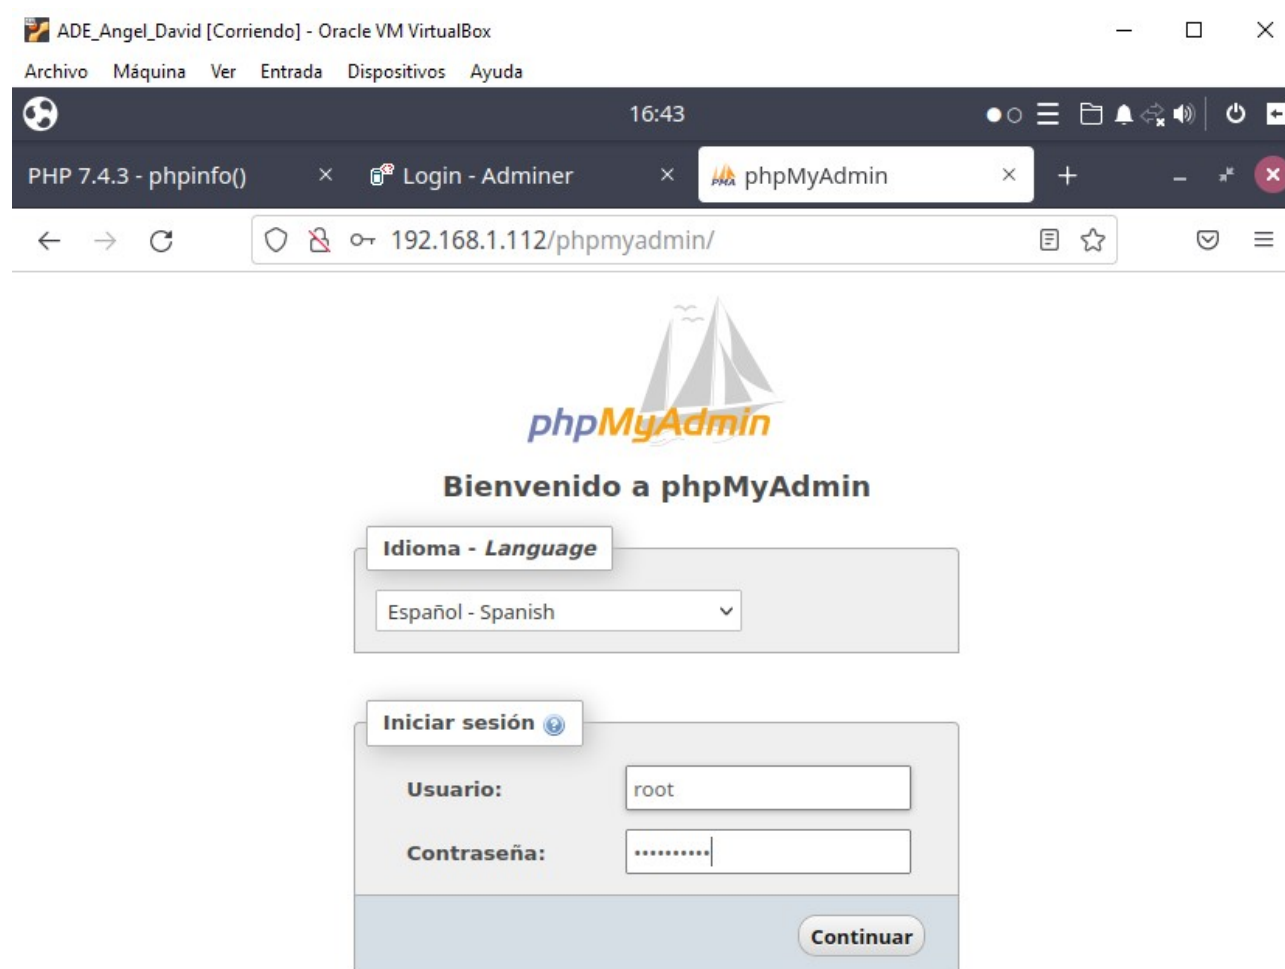 ADE_Angel_David [Corriendo] - Oracle VM VirtualBox
Archivo Máquina Ver Entrada Dispositivos Ayuda
16:43
PHP 7.4.3 - phpinfo() Login - Adminer phpMyAdmin
192.168.1.112/phpmyadmin/
phpMyAdmin
Bienvenido a phpMyAdmin
Idioma - Language
Español - Spanish
Iniciar sesión
Usuario: root
Contraseña: ••••••••••
Continuar